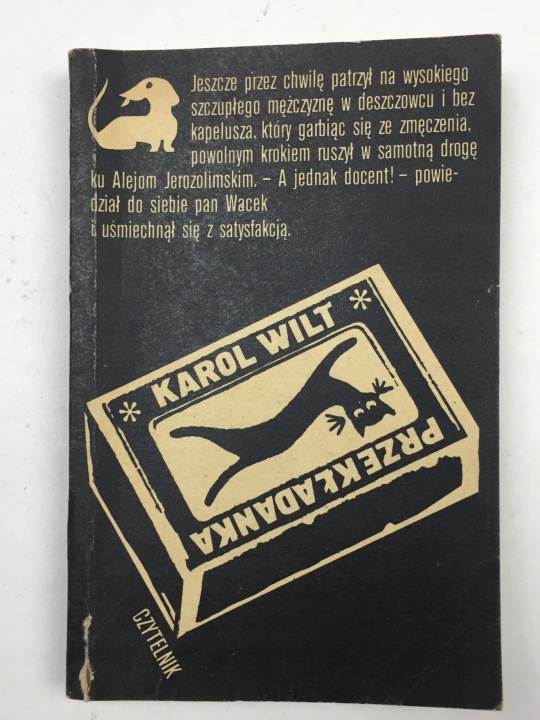 Jeszcze przez chwilę patrzył na wysokiego
szczupłego mężczyznę w deszczowcu i bez
kapelusza, który garbiąc się ze zmęczenia,
powolnym krokiem ruszył w samotną drogę
ku Alejom Jerozolimskim. – A jednak docent! – powie-
dział do siebie pan Wacek
i uśmiechnął się z satysfakcją.
* KAROL WILT *
PRZEKŁADANKA
CZYTELNIK